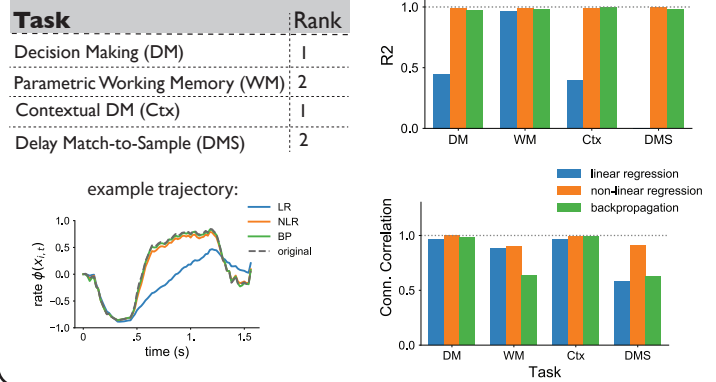 Task Rank
Decision Making (DM) 1
Parametric Working Memory (WM) 2
Contextual DM (Ctx) 1
Delay Match-to-Sample (DMS) 2
R2
1.0
0.5
0.0
DM WM Ctx DMS
linear regression
non-linear regression
backpropagation
example trajectory:
LR
NLR
BP
original
rate ϕ(x_{i,t})
1.0
0.5
0.0
−0.5
−1.0
0 .5 1 1.5
time (s)
Conn. Correlation
1.0
0.5
0.0
DM WM Ctx DMS
Task